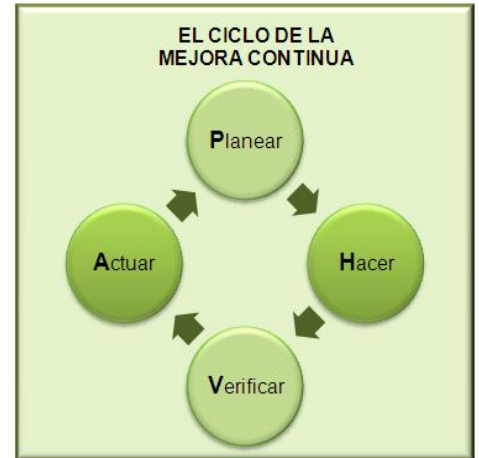 EL CICLO DE LA
MEJORA CONTINUA
Planear
Actuar
Hacer
Verificar